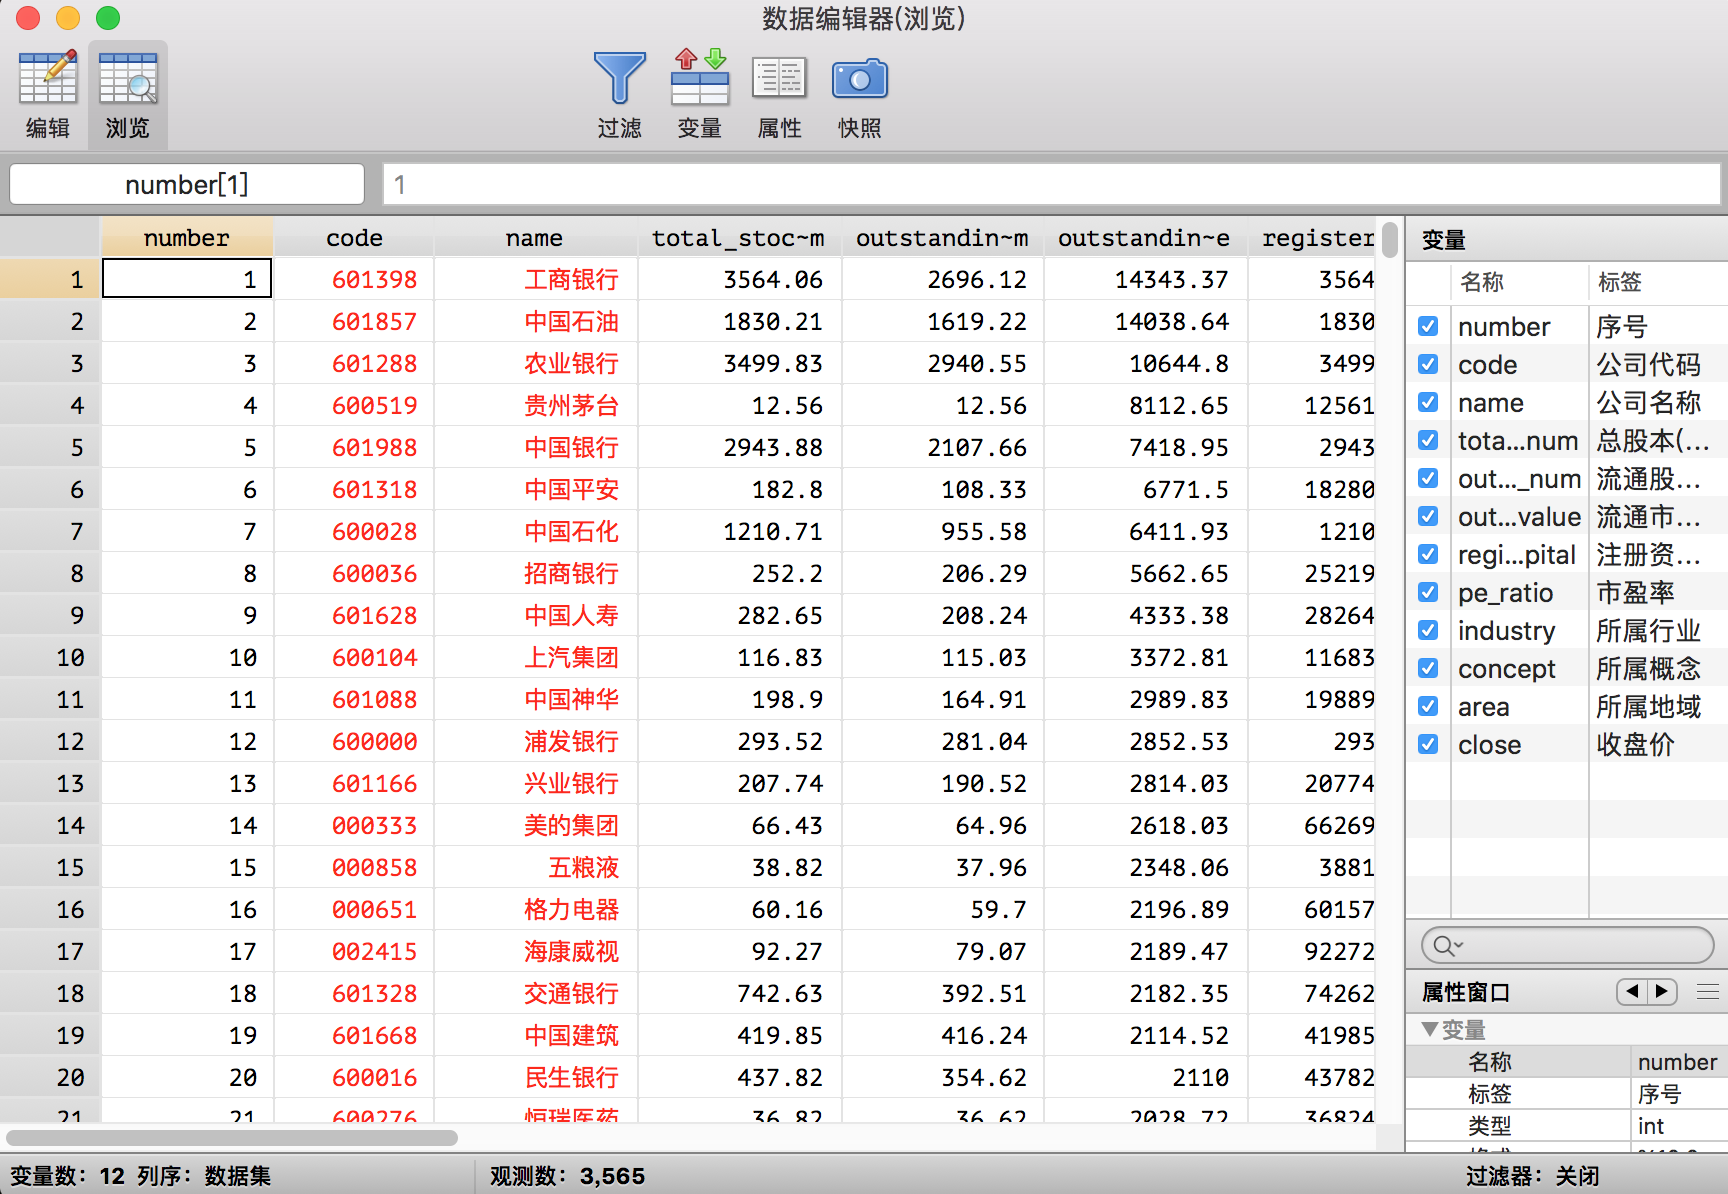 数据编辑器(浏览)
编辑 浏览 过滤 变量 属性 快照
number[1] 1
number code name total_stoc~m outstandin~m outstandin~e register
1 1 601398 工商银行 3564.06 2696.12 14343.37 3564
2 2 601857 中国石油 1830.21 1619.22 14038.64 1830
3 3 601288 农业银行 3499.83 2940.55 10644.8 3499
4 4 600519 贵州茅台 12.56 12.56 8112.65 12561
5 5 601988 中国银行 2943.88 2107.66 7418.95 2943
6 6 601318 中国平安 182.8 108.33 6771.5 18280
7 7 600028 中国石化 1210.71 955.58 6411.93 1210
8 8 600036 招商银行 252.2 206.29 5662.65 25219
9 9 601628 中国人寿 282.65 208.24 4333.38 28264
10 10 600104 上汽集团 116.83 115.03 3372.81 11683
11 11 601088 中国神华 198.9 164.91 2989.83 19889
12 12 600000 浦发银行 293.52 281.04 2852.53 293
13 13 601166 兴业银行 207.74 190.52 2814.03 20774
14 14 000333 美的集团 66.43 64.96 2618.03 66269
15 15 000858 五粮液 38.82 37.96 2348.06 3881
16 16 000651 格力电器 60.16 59.7 2196.89 60157
17 17 002415 海康威视 92.27 79.07 2189.47 92272
18 18 601328 交通银行 742.63 392.51 2182.35 74262
19 19 601668 中国建筑 419.85 416.24 2114.52 41985
20 20 600016 民生银行 437.82 354.62 2110 43782
21 21 600276 恒瑞医药 36.82 36.62 2028.72 36824
变量
名称 标签
number 序号
code 公司代码
name 公司名称
tota...num 总股本(...
out..._num 流通股...
out...value 流通市...
regi...pital 注册资...
pe_ratio 市盈率
industry 所属行业
concept 所属概念
area 所属地域
close 收盘价
属性窗口
变量
名称 number
标签 序号
类型 int
变量数：12 列序：数据集 观测数：3,565 过滤器：关闭